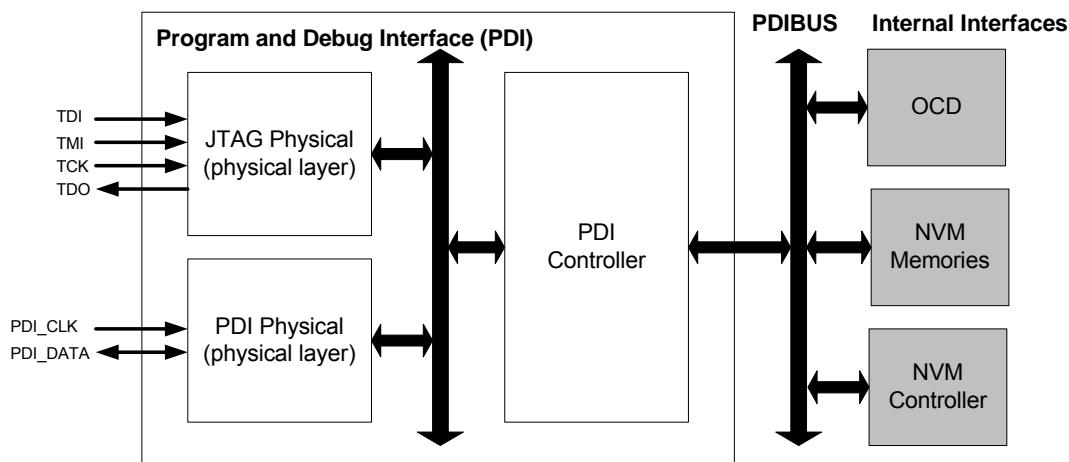 Program and Debug Interface (PDI)
PDIBUS
Internal Interfaces
TDI
TMI
TCK
TDO
JTAG Physical
(physical layer)
PDI_CLK
PDI_DATA
PDI Physical
(physical layer)
PDI
Controller
OCD
NVM
Memories
NVM
Controller